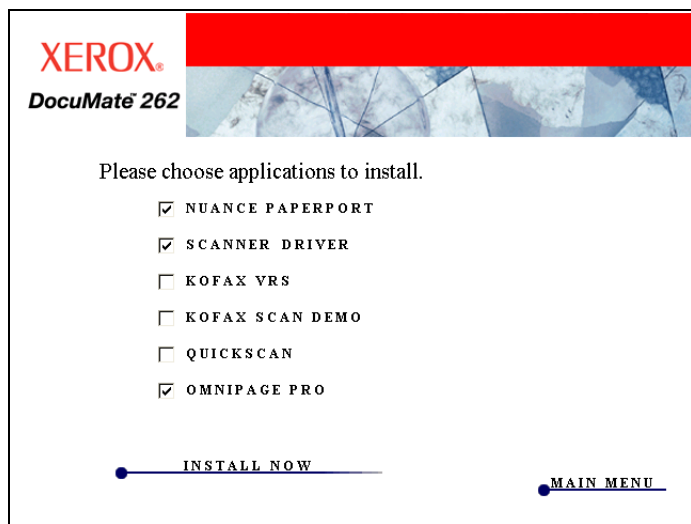 XEROX®
DocuMate™ 262
Please choose applications to install.
NUANCE PAPERPORT
SCANNER DRIVER
KOFAX VRS
KOFAX SCAN DEMO
QUICKSCAN
OMNIPAGE PRO
INSTALL NOW
MAIN MENU